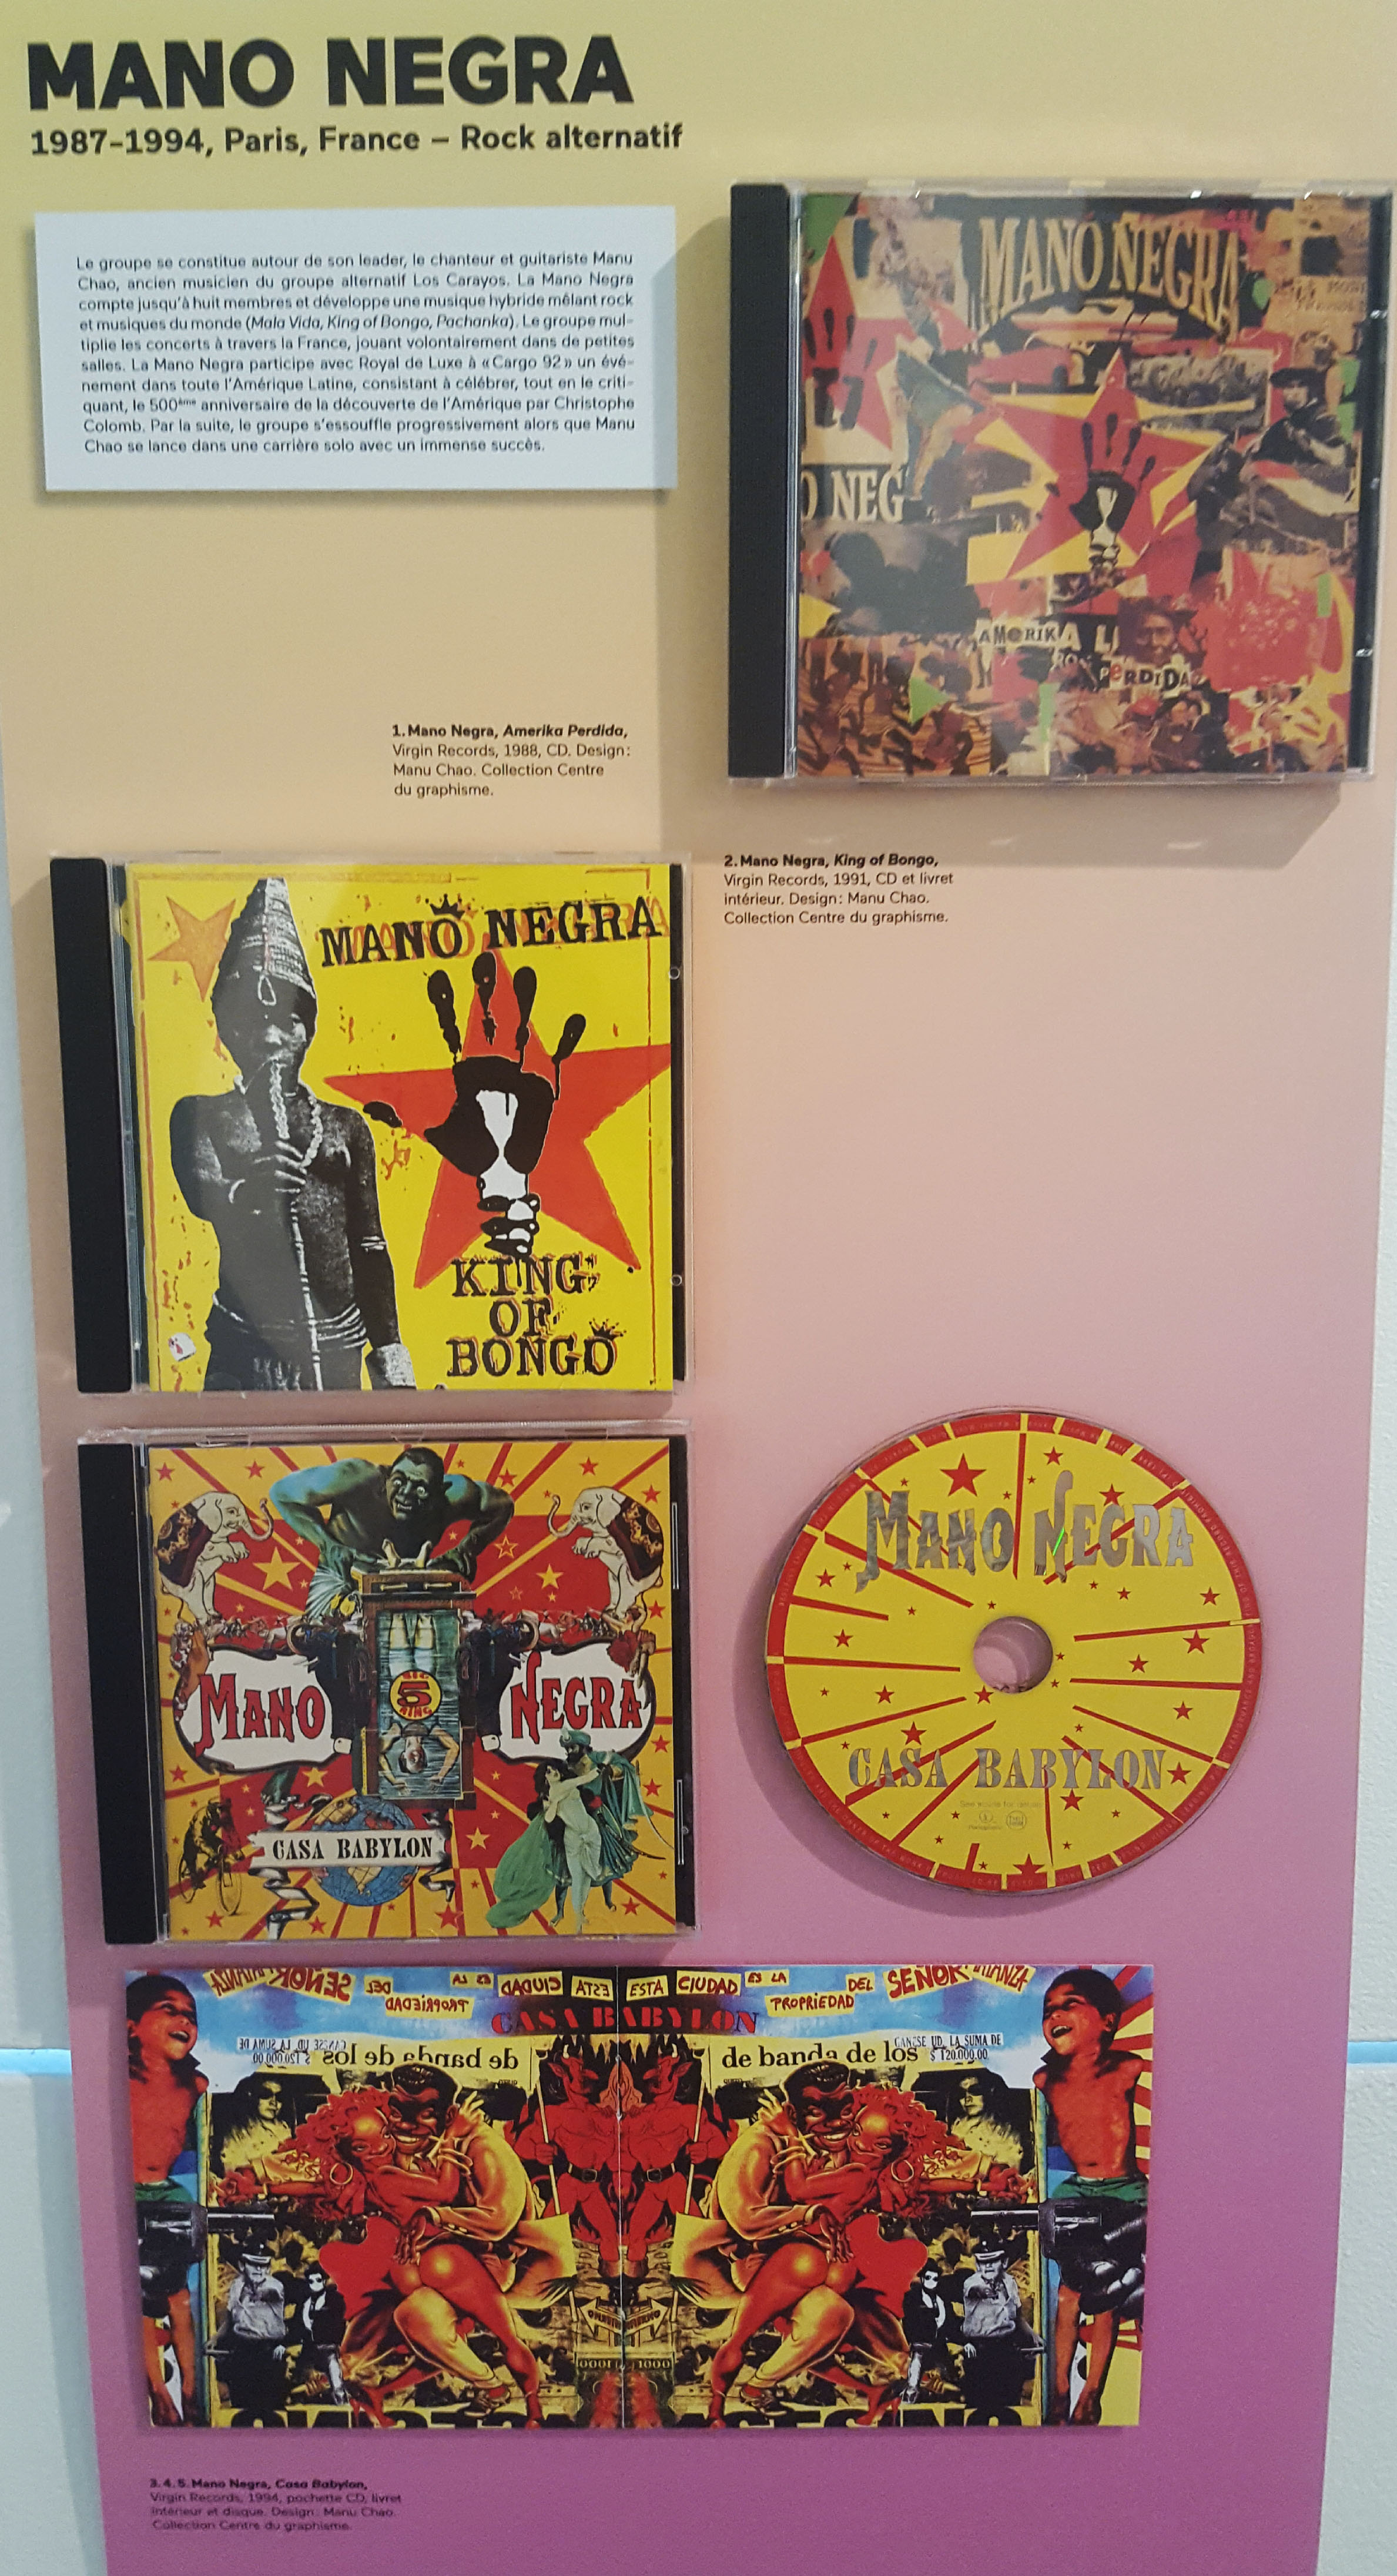 MANO NEGRA
1987-1994, Paris, France – Rock alternatif
Le groupe se constitue autour de son leader, le chanteur et guitariste Manu
Chao, ancien musicien du groupe alternatif Los Carayos. La Mano Negra
compte jusqu'à huit membres et développe une musique hybride mêlant rock
et musiques du monde (Mala Vida, King of Bongo, Pachanka). Le groupe mul-
tiplie les concerts à travers la France, jouant volontairement dans de petites
salles. La Mano Negra participe avec Royal de Luxe à «Cargo 92» un évé-
nement dans toute l'Amérique Latine, consistant à célébrer, tout en le criti-
quant, le 500ème anniversaire de la découverte de l'Amérique par Christophe
Colomb. Par la suite, le groupe s'essouffle progressivement alors que Manu
Chao se lance dans une carrière solo avec un immense succès.
MANO NEGRA
O NEG
AMERIKA
PERDIDA
1. Mano Negra, Amerika Perdida,
Virgin Records, 1988, CD. Design:
Manu Chao. Collection Centre
du graphisme.
2. Mano Negra, King of Bongo,
Virgin Records, 1991, CD et livret
intérieur. Design: Manu Chao.
Collection Centre du graphisme.
MANO NEGRA
KING
OF
BONGO
MANO NEGRA
BIG
5
RING
CASA BABYLON
MANO NEGRA
CASA BABYLON
ESTA CIUDAD ES LA
PROPRIEDAD DEL SEÑOR MATANZA
CASA BABYLON
GANESE UD. LA SUMA DE
$ 120.000.00.
de banda de los
1000
3. 4. 5. Mano Negra, Casa Babylon,
Virgin Records, 1994, pochette CD, livret
intérieur et disque. Design: Manu Chao.
Collection Centre du graphisme.